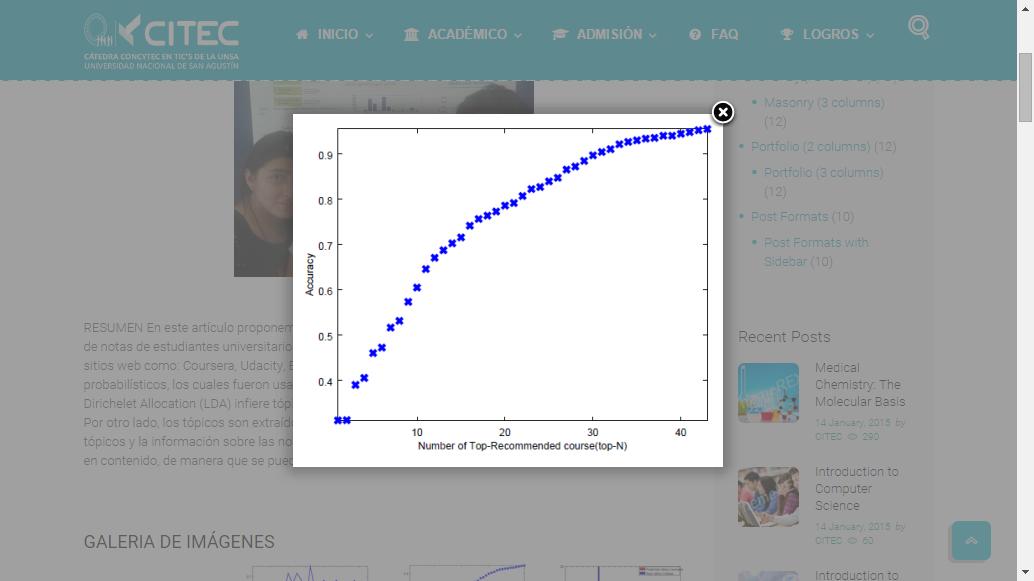 CITEC
CÁTEDRA CONCYTEC EN TIC'S DE LA UNSA
UNIVERSIDAD NACIONAL DE SAN AGUSTÍN
INICIO
ACADÉMICO
ADMISIÓN
FAQ
LOGROS
RESUMEN En este articulo proponem
de notas de estudiantes universitario
sitios web como: Coursera, Udacity, E
probabilísticos, los cuales fueron usa
Dirichelet Allocation (LDA) infiere tóp
Por otro lado, los tópicos son extraíd
tópicos y la información sobre las no
en contenido, de manera que se pued
GALERIA DE IMÁGENES
Accuracy
0.9
0.8
0.7
0.6
0.5
0.4
10
20
30
40
Number of Top-Recommended course(top-N)
Masonry (3 columns)
(12)
Portfolio (2 columns) (12)
Portfolio (3 columns)
(12)
Post Formats (10)
Post Formats with
Sidebar (10)
Recent Posts
Medical
Chemistry: The
Molecular Basis
14 January, 2015 by
CITEC 290
Introduction to
Computer
Science
14 January, 2015 by
CITEC 60
Introduction to